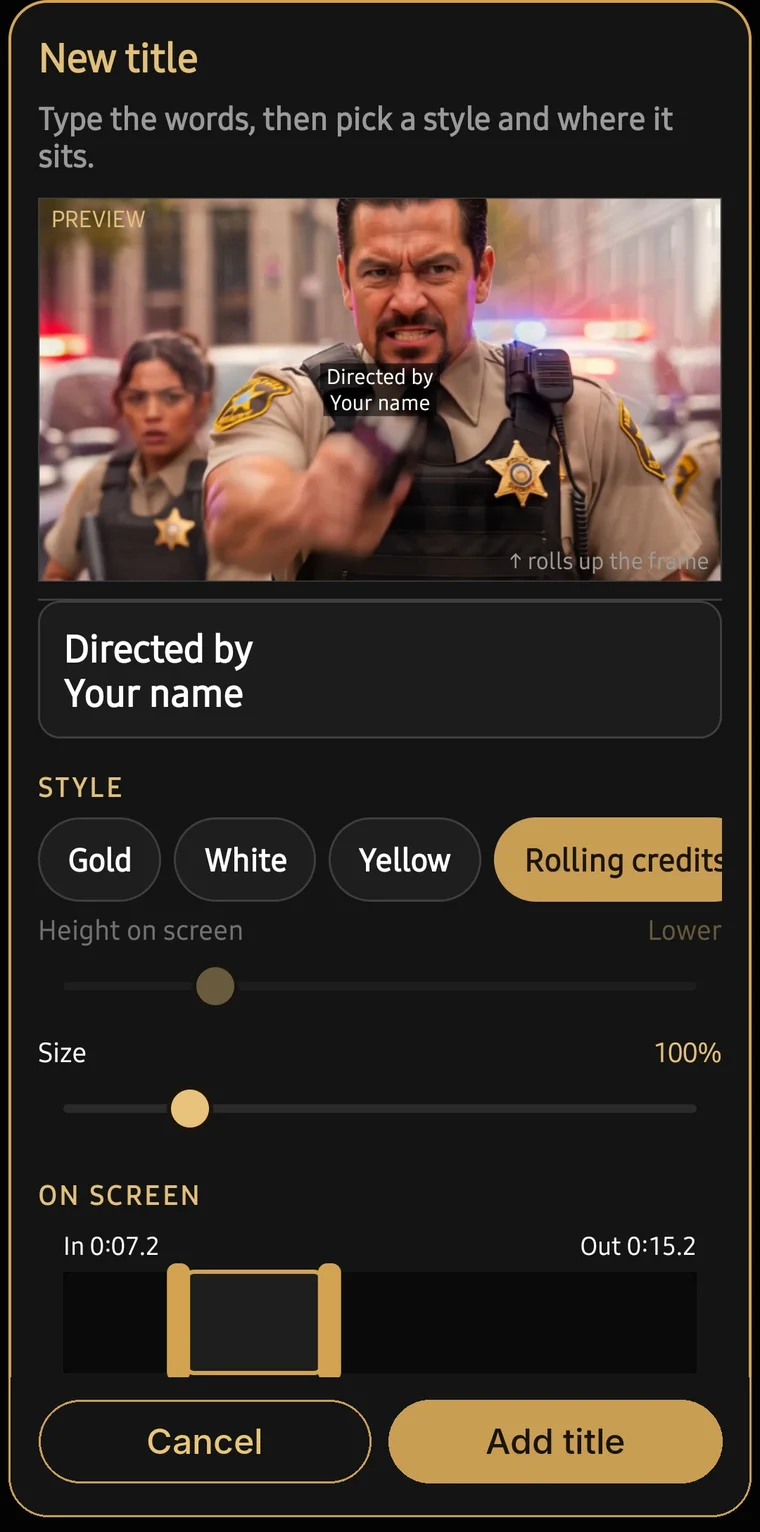 New title
Type the words, then pick a style and where it
sits.
PREVIEW
Directed by
Your name
↑ rolls up the frame
Directed by
Your name
STYLE
Gold
White
Yellow
Rolling credits
Height on screen
Lower
Size
100%
ON SCREEN
In 0:07.2
Out 0:15.2
Cancel
Add title